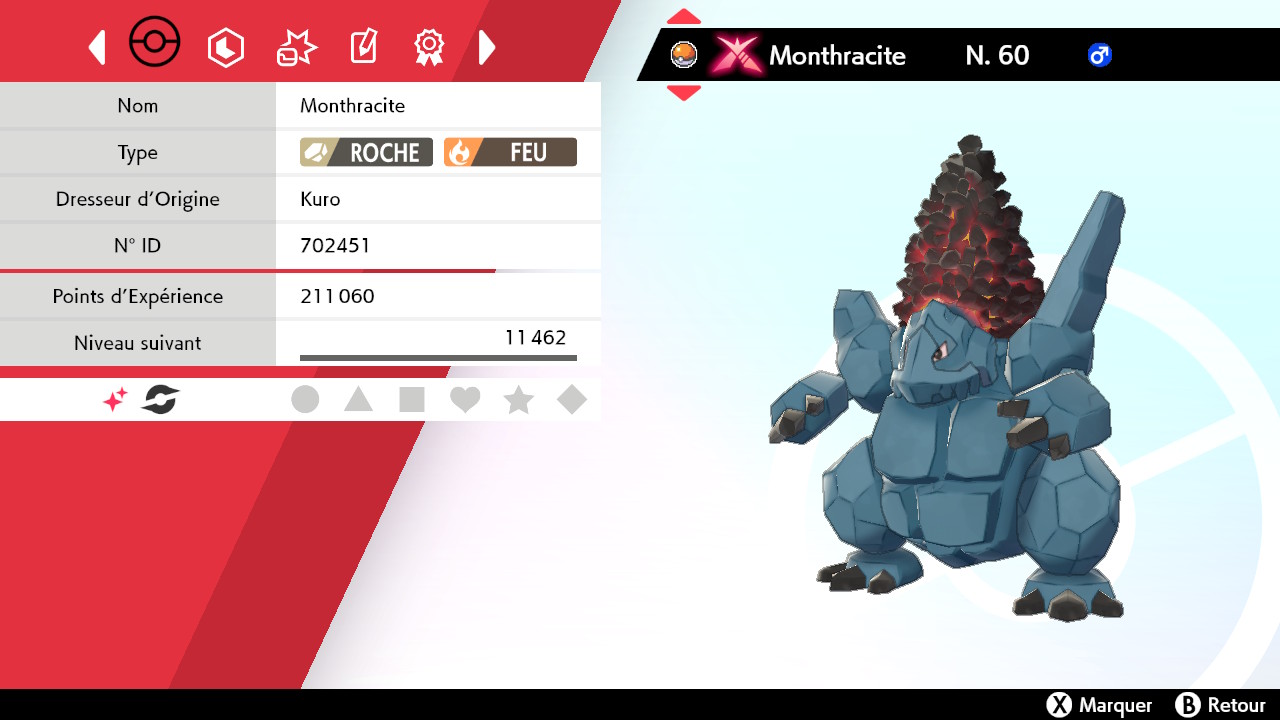 Monthracite N. 60
Nom Monthracite
Type ROCHE FEU
Dresseur d'Origine Kuro
N° ID 702451
Points d'Expérience 211 060
Niveau suivant 11 462
X Marquer B Retour